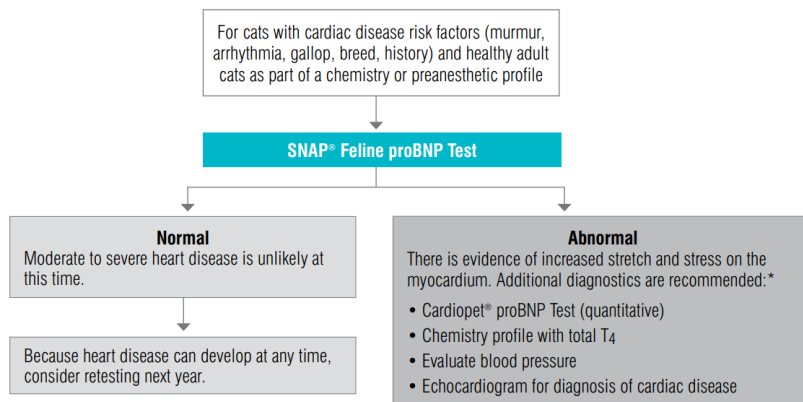 For cats with cardiac disease risk factors (murmur,
arrhythmia, gallop, breed, history) and healthy adult
cats as part of a chemistry or preanesthetic profile
SNAP® Feline proBNP Test
Normal
Moderate to severe heart disease is unlikely at
this time.
Because heart disease can develop at any time,
consider retesting next year.
Abnormal
There is evidence of increased stretch and stress on the
myocardium. Additional diagnostics are recommended:*
• Cardiopet® proBNP Test (quantitative)
• Chemistry profile with total T4
• Evaluate blood pressure
• Echocardiogram for diagnosis of cardiac disease